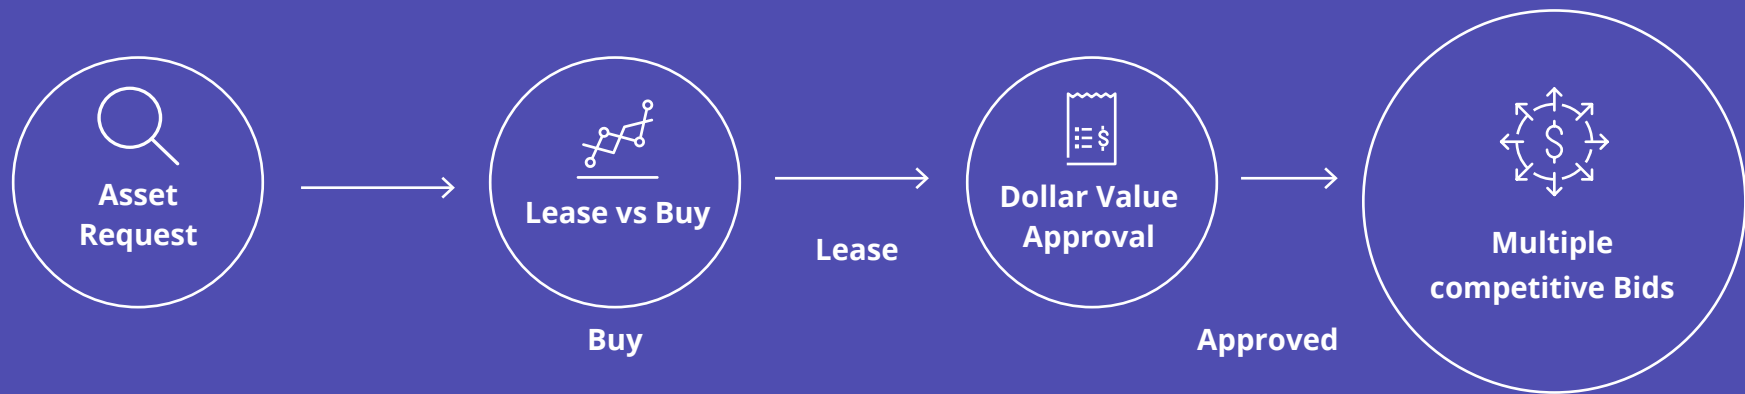 Asset
Request
Lease vs Buy
Buy
Lease
$
Dollar Value
Approval
Approved
$
Multiple
competitive Bids